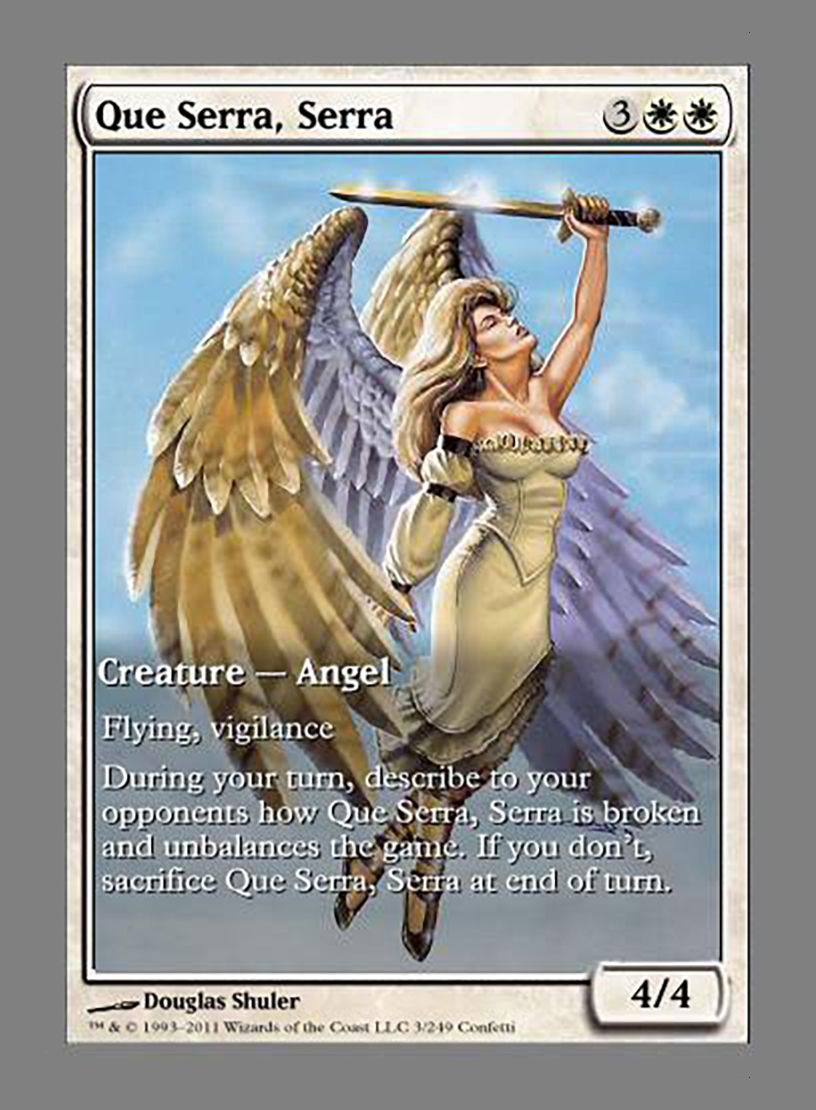 Que Serra, Serra
3
Creature — Angel
Flying, vigilance
During your turn, describe to your
opponents how Que Serra, Serra is broken
and unbalances the game. If you don't,
sacrifice Que Serra, Serra at end of turn.
4/4
Douglas Shuler
™ & © 1993–2011 Wizards of the Coast LLC 3/249 Confetti